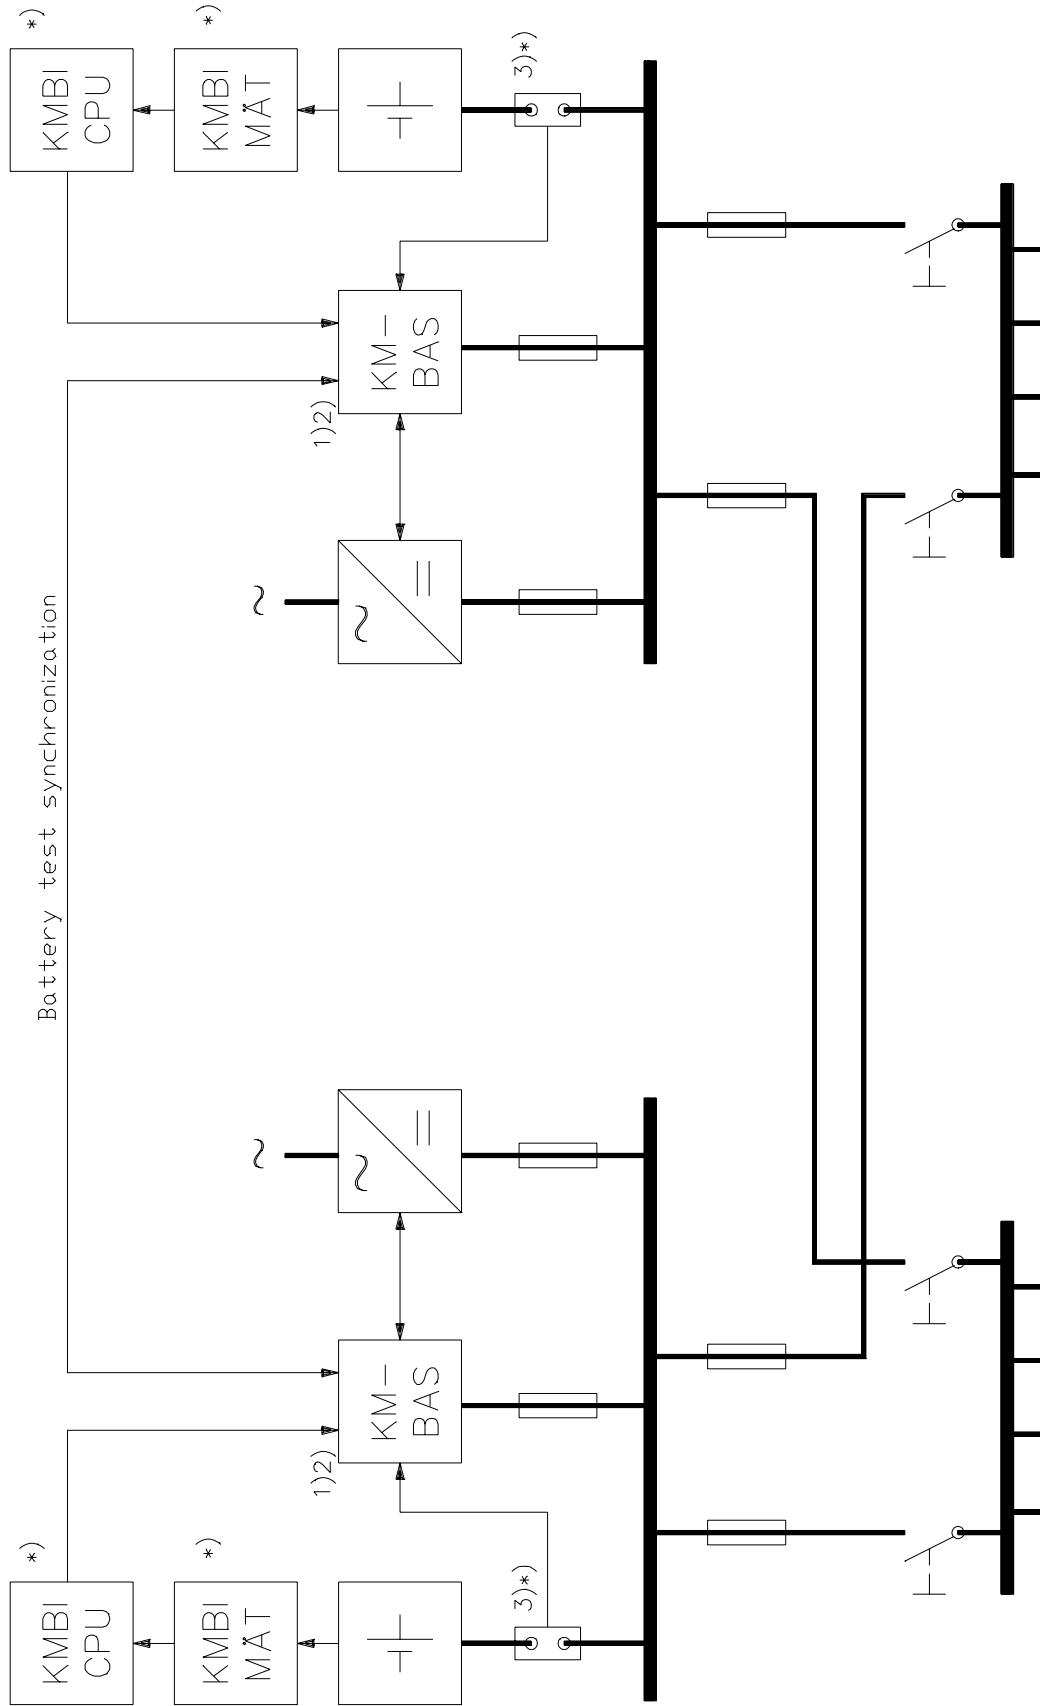 KMBI
CPU
*)
Battery test synchronization
KMBI
CPU
*)
KMBI
MÄT
*)
KMBI
MÄT
*)
1)2)
KM-
BAS
1)2)
KM-
BAS
3)*)
3)*)